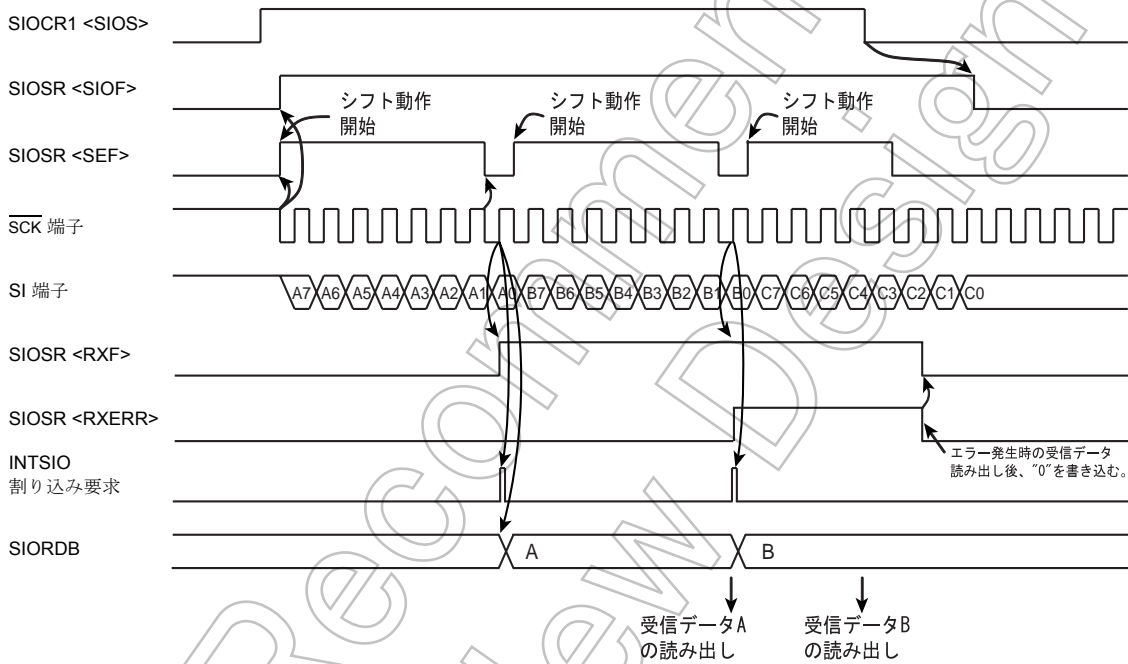 SIOCR1 <SIOS>
SIOSR <SIOF>
シフト動作
開始
シフト動作
開始
シフト動作
開始
SIOSR <SEF>
SCK 端子
SI 端子
A7 A6 A5 A4 A3 A2 A1 A0 B7 B6 B5 B4 B3 B2 B1 B0 C7 C6 C5 C4 C3 C2 C1 C0
SIOSR <RXF>
SIOSR <RXERR>
エラー発生時の受信データ
読み出し後、"0"を書き込む。
INTSIO
割り込み要求
SIORDB
A B
受信データA
の読み出し
受信データB
の読み出し